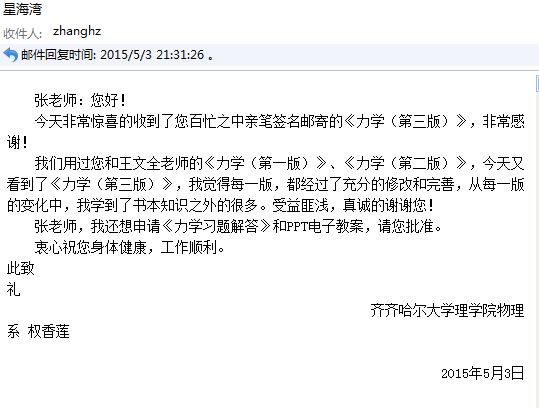 星海湾
收件人: zhanghz
邮件回复时间: 2015/5/3 21:31:26 。
张老师：您好！
今天非常惊喜的收到了您百忙之中亲笔签名邮寄的《力学（第三版）》，非常感
谢！
我们用过您和王文全老师的《力学（第一版）》、《力学（第二版）》，今天又
看到了《力学（第三版）》，我觉得每一版，都经过了充分的修改和完善，从每一版
的变化中，我学到了书本知识之外的很多。受益匪浅，真诚的谢谢您！
张老师，我还想申请《力学习题解答》和PPT电子教案，请您批准。
衷心祝您身体健康，工作顺利。
此致
礼
齐齐哈尔大学理学院物理
系 权香莲
2015年5月3日